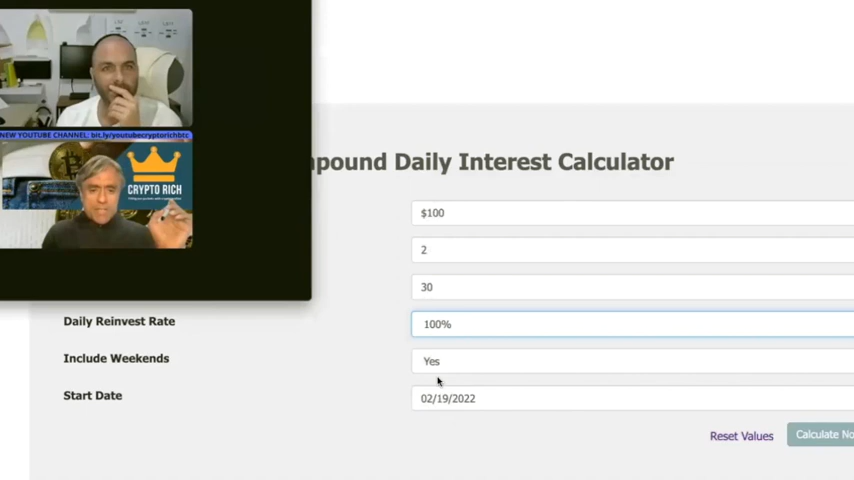 NEW YOUTUBE CHANNEL: bit.ly/youtubecryptorichbtc
CRYPTO RICH
mpound Daily Interest Calculator
$100
2
30
Daily Reinvest Rate
100%
Include Weekends
Yes
Start Date
02/19/2022
Reset Values
Calculate No